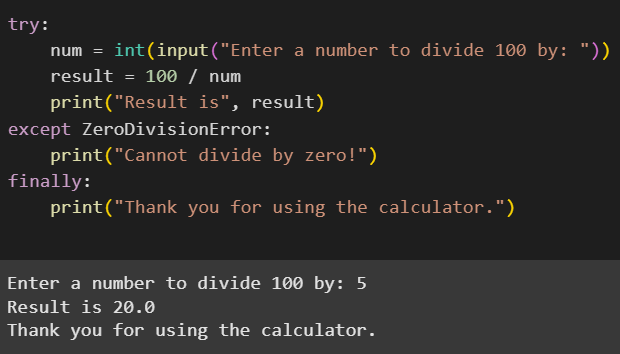 try:
    num = int(input("Enter a number to divide 100 by: "))
    result = 100 / num
    print("Result is", result)
except ZeroDivisionError:
    print("Cannot divide by zero!")
finally:
    print("Thank you for using the calculator.")
Enter a number to divide 100 by: 5
Result is 20.0
Thank you for using the calculator.